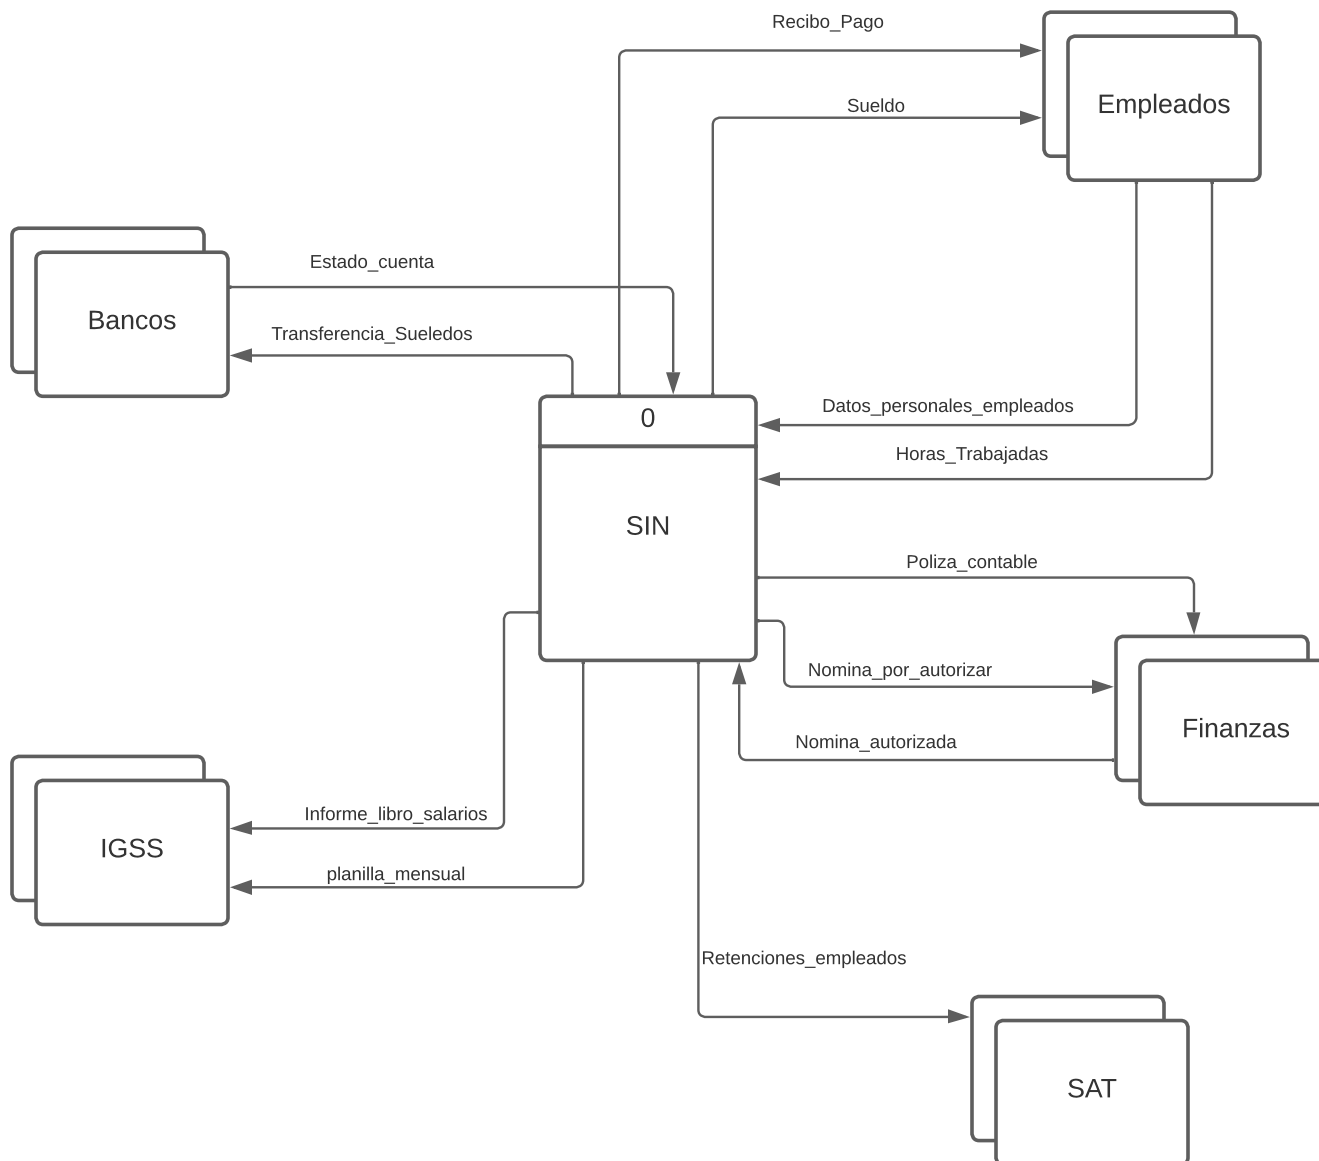 Recibo_Pago
Sueldo
Empleados
Estado_cuenta
Bancos
Transferencia_Sueledos
Datos_personales_empleados
0
Horas_Trabajadas
SIN
Poliza_contable
Nomina_por_autorizar
Finanzas
Nomina_autorizada
Informe_libro_salarios
IGSS
planilla_mensual
Retenciones_empleados
SAT